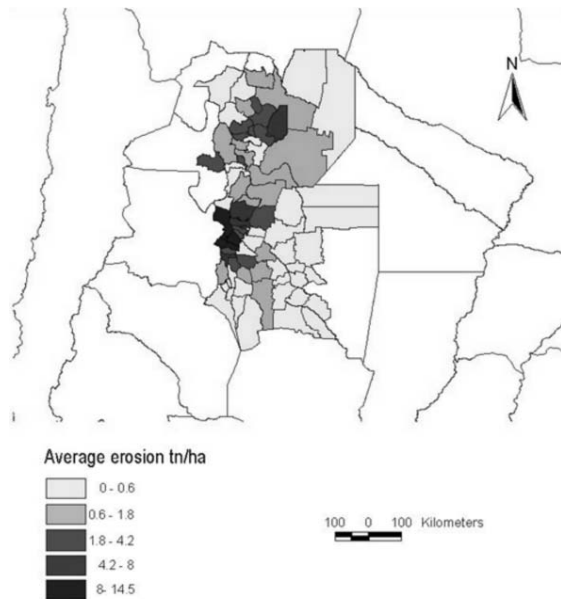 N
Average erosion tn/ha
0 - 0.6
0.6 - 1.8
1.8 - 4.2
4.2 - 8
8- 14.5
100 0 100 Kilometers